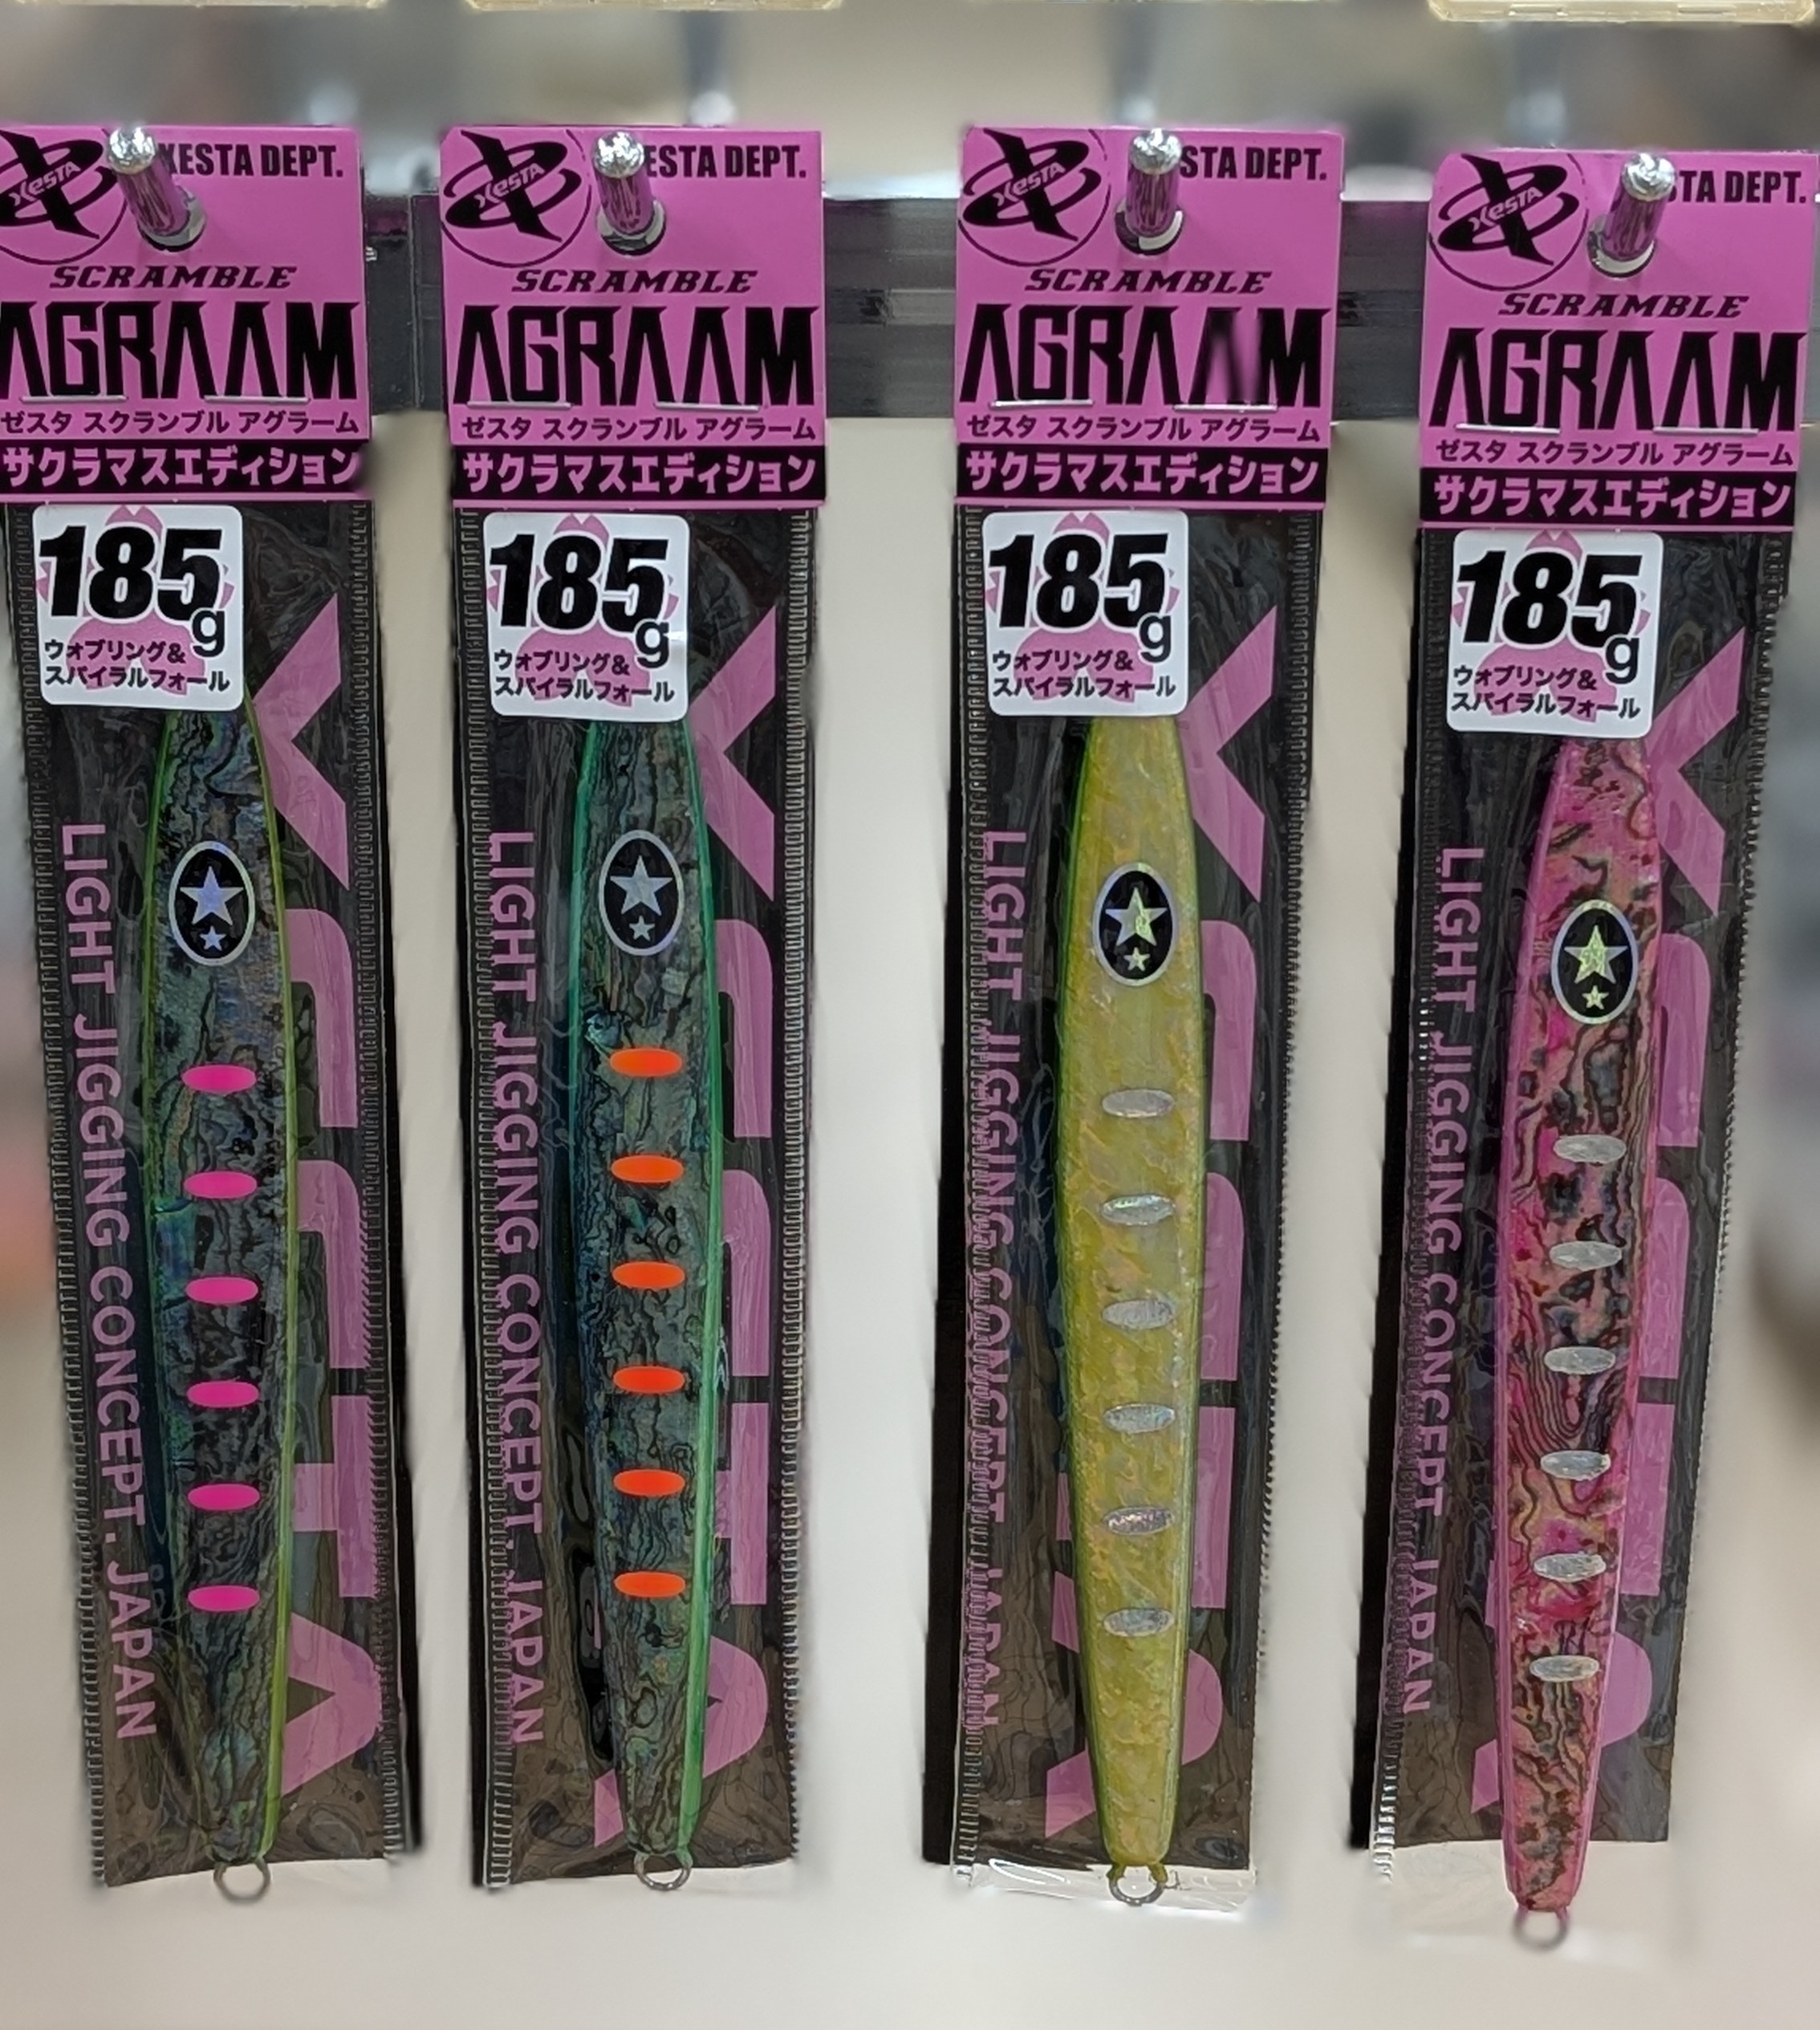 XESTA
XESTA DEPT.
SCRAMBLE
AGRAAM
ゼスタ スクランブル アグラーム
サクラマスエディション
185g
ウォブリング&
スパイラルフォール
LIGHT JIGGING CONCEPT. JAPAN
XESTA
XESTA
ESTA DEPT.
SCRAMBLE
AGRAAM
ゼスタ スクランブル アグラーム
サクラマスエディション
185g
ウォブリング&
スパイラルフォール
LIGHT JIGGING CONCEPT. JAPAN
XESTA
XESTA
STA DEPT.
SCRAMBLE
AGRAAM
ゼスタ スクランブル アグラーム
サクラマスエディション
185g
ウォブリング&
スパイラルフォール
LIGHT JIGGING CONCEPT. JAPAN
XESTA
XESTA
TA DEPT.
SCRAMBLE
AGRAAM
ゼスタ スクランブル アグラーム
サクラマスエディション
185g
ウォブリング&
スパイラルフォール
LIGHT JIGGING CONCEPT. JAPAN
XESTA